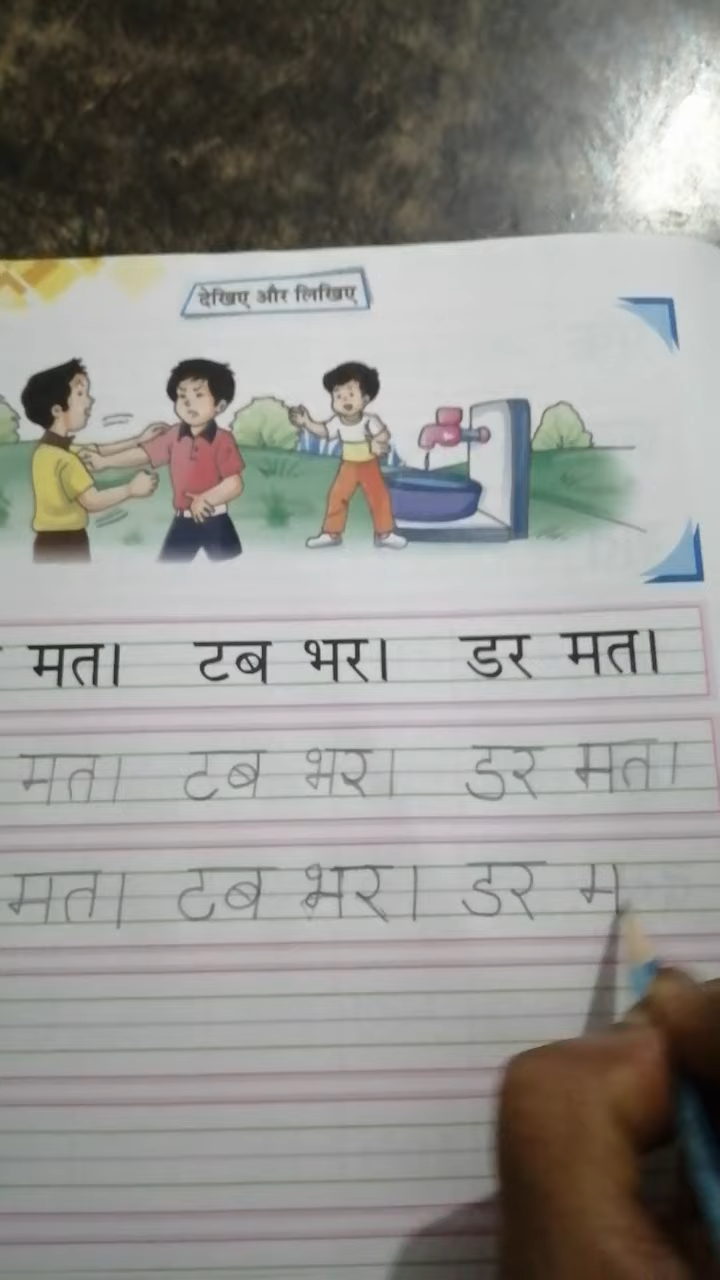 देखिए और लिखिए
मत। टब भर। डर मत।
मत। टब भर। डर मत।
मत। टब भर। डर म